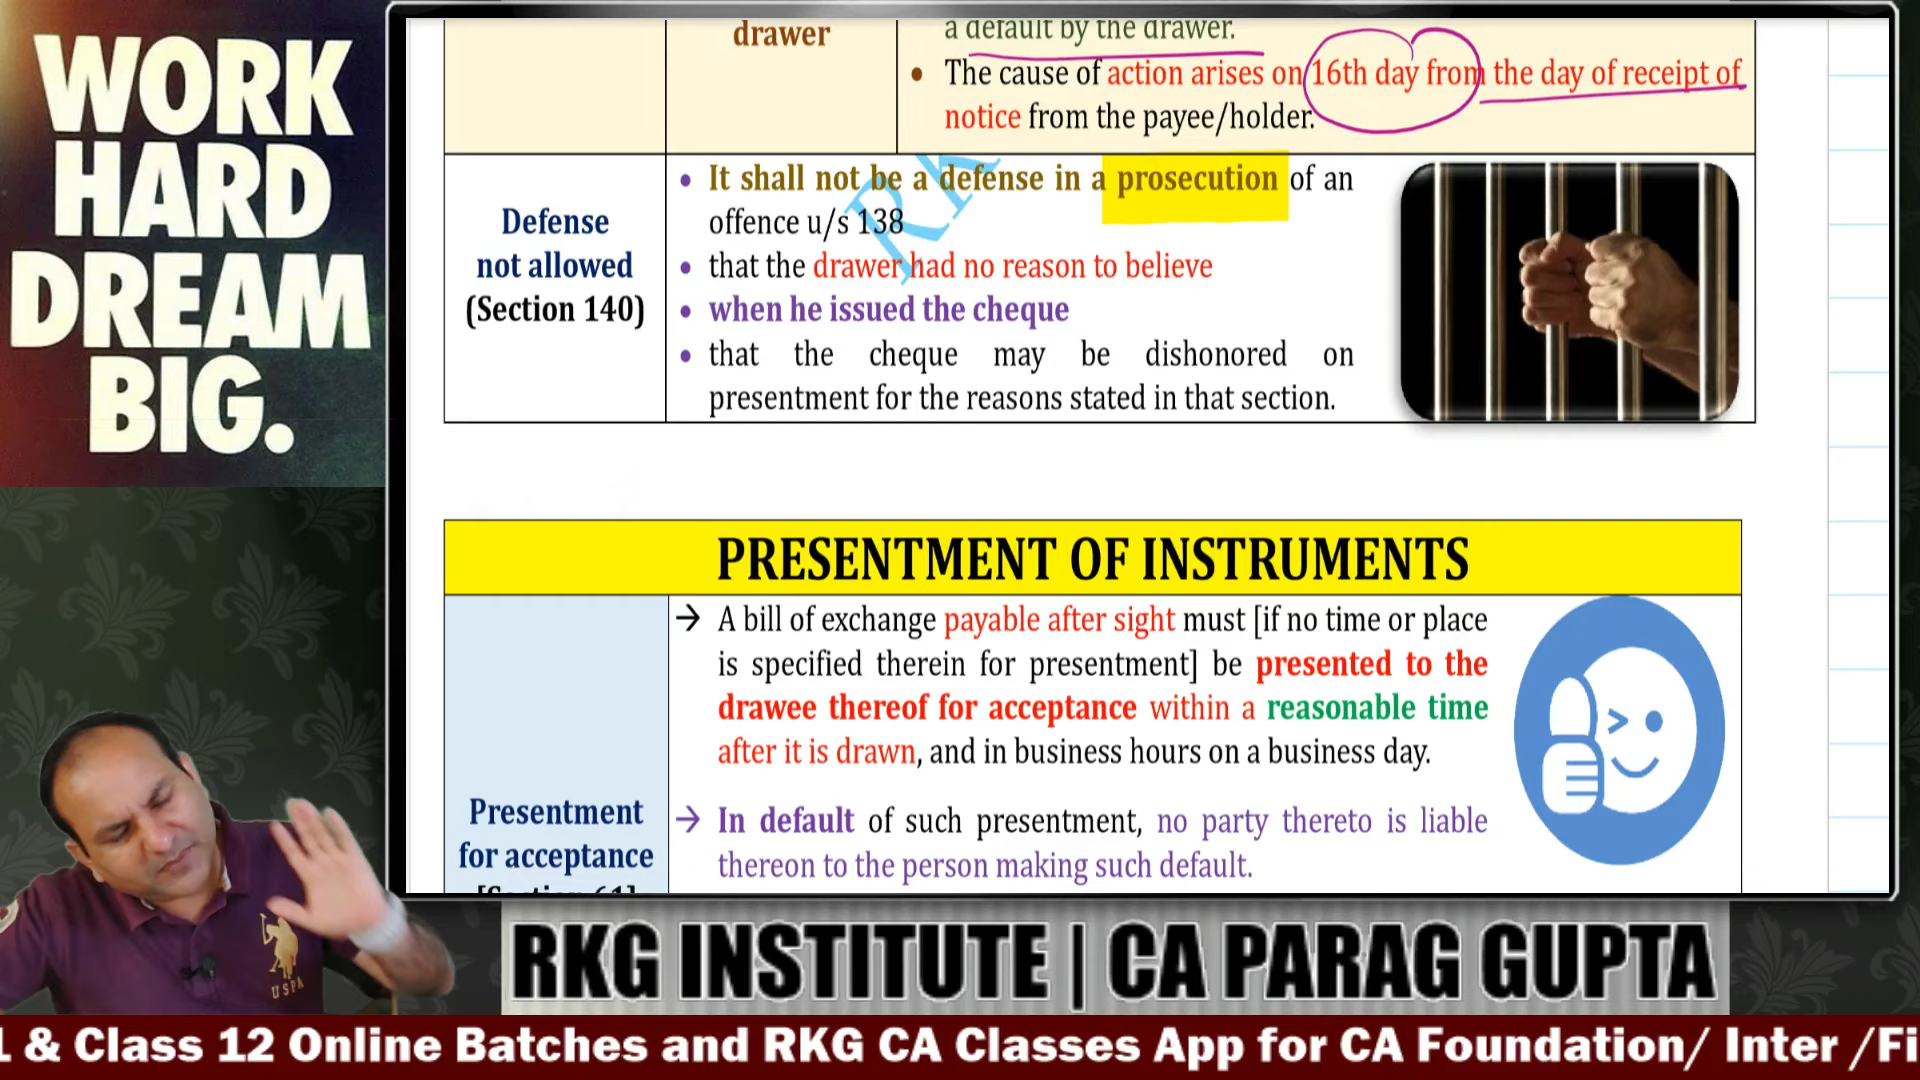 WORK
HARD
DREAM
BIG.
drawer
a default by the drawer.
• The cause of action arises on 16th day from the day of receipt of
notice from the payee/holder.
Defense
not allowed
(Section 140)
• It shall not be a defense in a prosecution of an
offence u/s 138
• that the drawer had no reason to believe
• when he issued the cheque
• that the cheque may be dishonored on
presentment for the reasons stated in that section.
RK
PRESENTMENT OF INSTRUMENTS
Presentment
for acceptance
[Section 61]
→ A bill of exchange payable after sight must [if no time or place
is specified therein for presentment] be presented to the
drawee thereof for acceptance within a reasonable time
after it is drawn, and in business hours on a business day.
→ In default of such presentment, no party thereto is liable
thereon to the person making such default.
USPA
RKG INSTITUTE | CA PARAG GUPTA
1 & Class 12 Online Batches and RKG CA Classes App for CA Foundation/ Inter /Fi